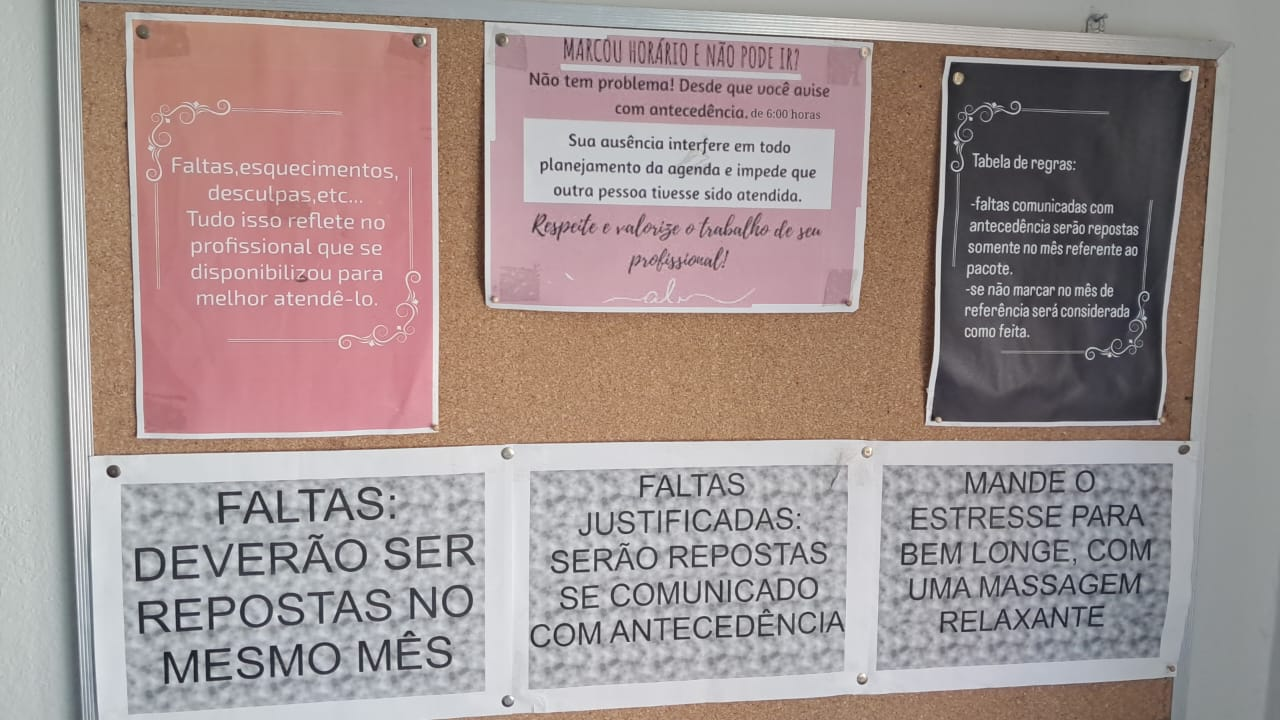 Faltas,esquecimentos,
desculpas,etc...
Tudo isso reflete no
profissional que se
disponibilizou para
melhor atendê-lo.
MARCOU HORÁRIO E NÃO PODE IR?
Não tem problema! Desde que você avise
com antecedência. de 6:00 horas
Sua ausência interfere em todo
planejamento da agenda e impede que
outra pessoa tivesse sido atendida.
Respeite e valorize o trabalho de seu
profissional!
Tabela de regras:
-faltas comunicadas com
antecedência serão repostas
somente no mês referente ao
pacote.
-se não marcar no mês de
referência será considerada
como feita.
FALTAS:
DEVERÃO SER
REPOSTAS NO
MESMO MÊS
FALTAS
JUSTIFICADAS:
SERÃO REPOSTAS
SE COMUNICADO
COM ANTECEDÊNCIA
MANDE O
ESTRESSE PARA
BEM LONGE, COM
UMA MASSAGEM
RELAXANTE